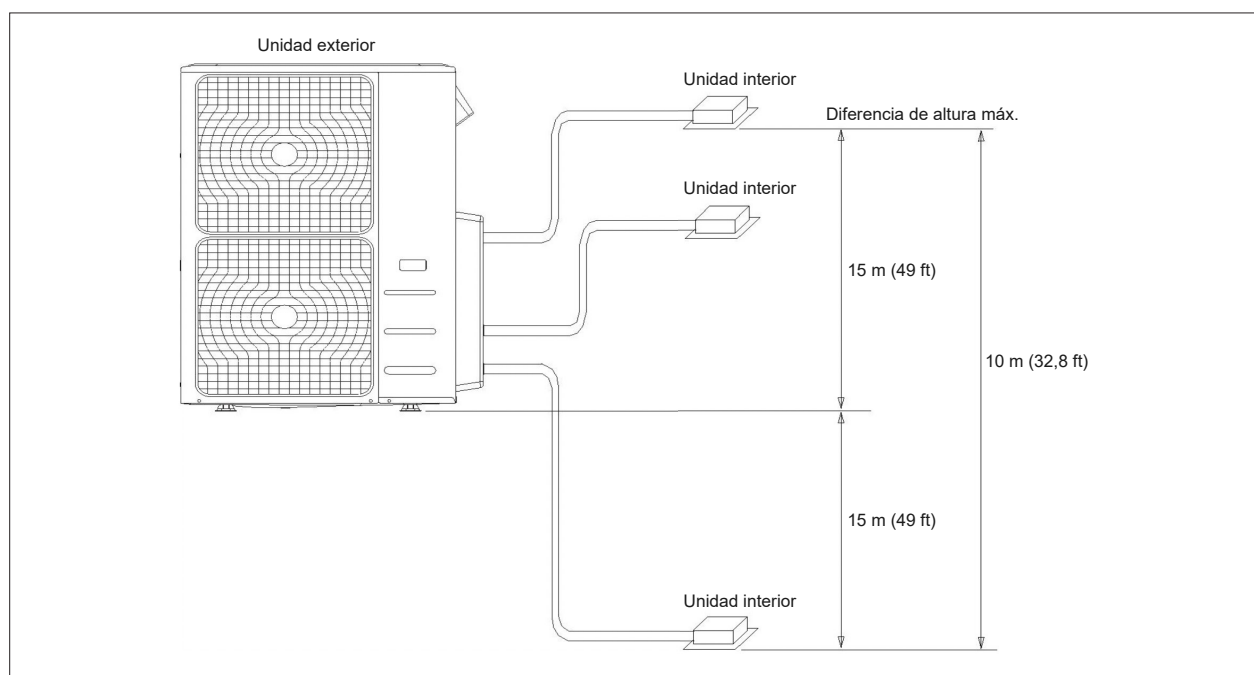 Unidad exterior
Unidad interior
Diferencia de altura máx.
Unidad interior
15 m (49 ft)
10 m (32,8 ft)
15 m (49 ft)
Unidad interior